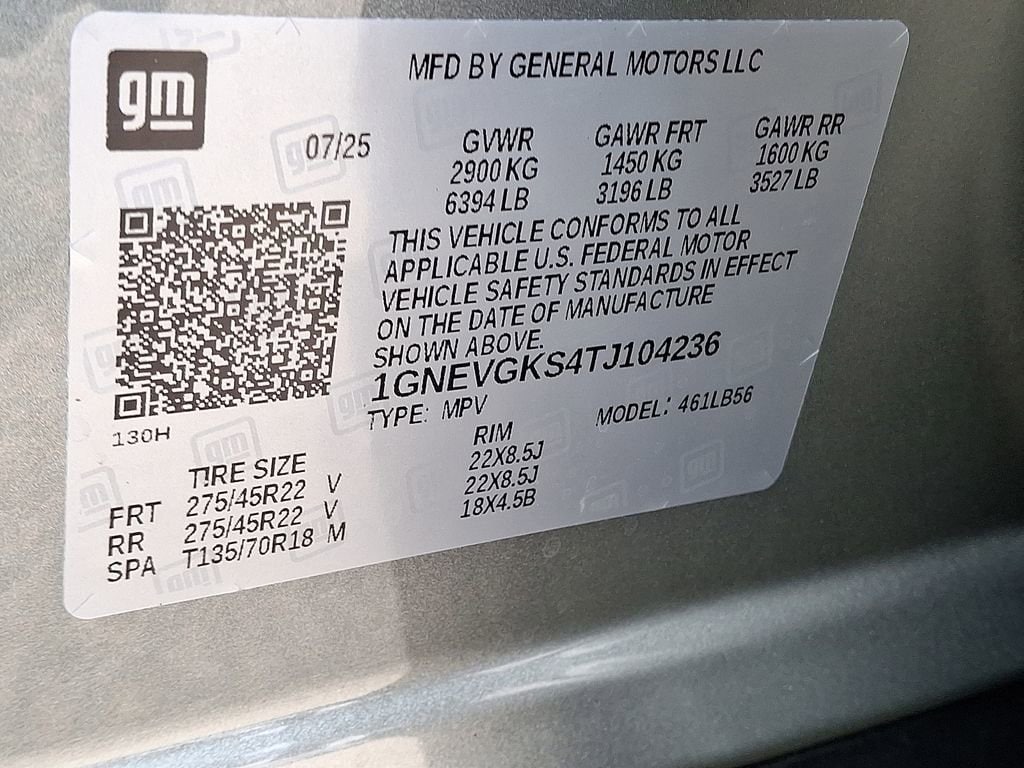 gm
MFD BY GENERAL MOTORS LLC
07/25
GVWR GAWR FRT GAWR RR
2900 KG 1450 KG 1600 KG
6394 LB 3196 LB 3527 LB
THIS VEHICLE CONFORMS TO ALL
APPLICABLE U.S. FEDERAL MOTOR
VEHICLE SAFETY STANDARDS IN EFFECT
ON THE DATE OF MANUFACTURE
SHOWN ABOVE.
1GNEVGKS4TJ104236
TYPE: MPV MODEL: 461LB56
130H
TIRE SIZE RIM
FRT 275/45R22 V 22X8.5J
RR 275/45R22 V 22X8.5J
SPA T135/70R18 M 18X4.5B